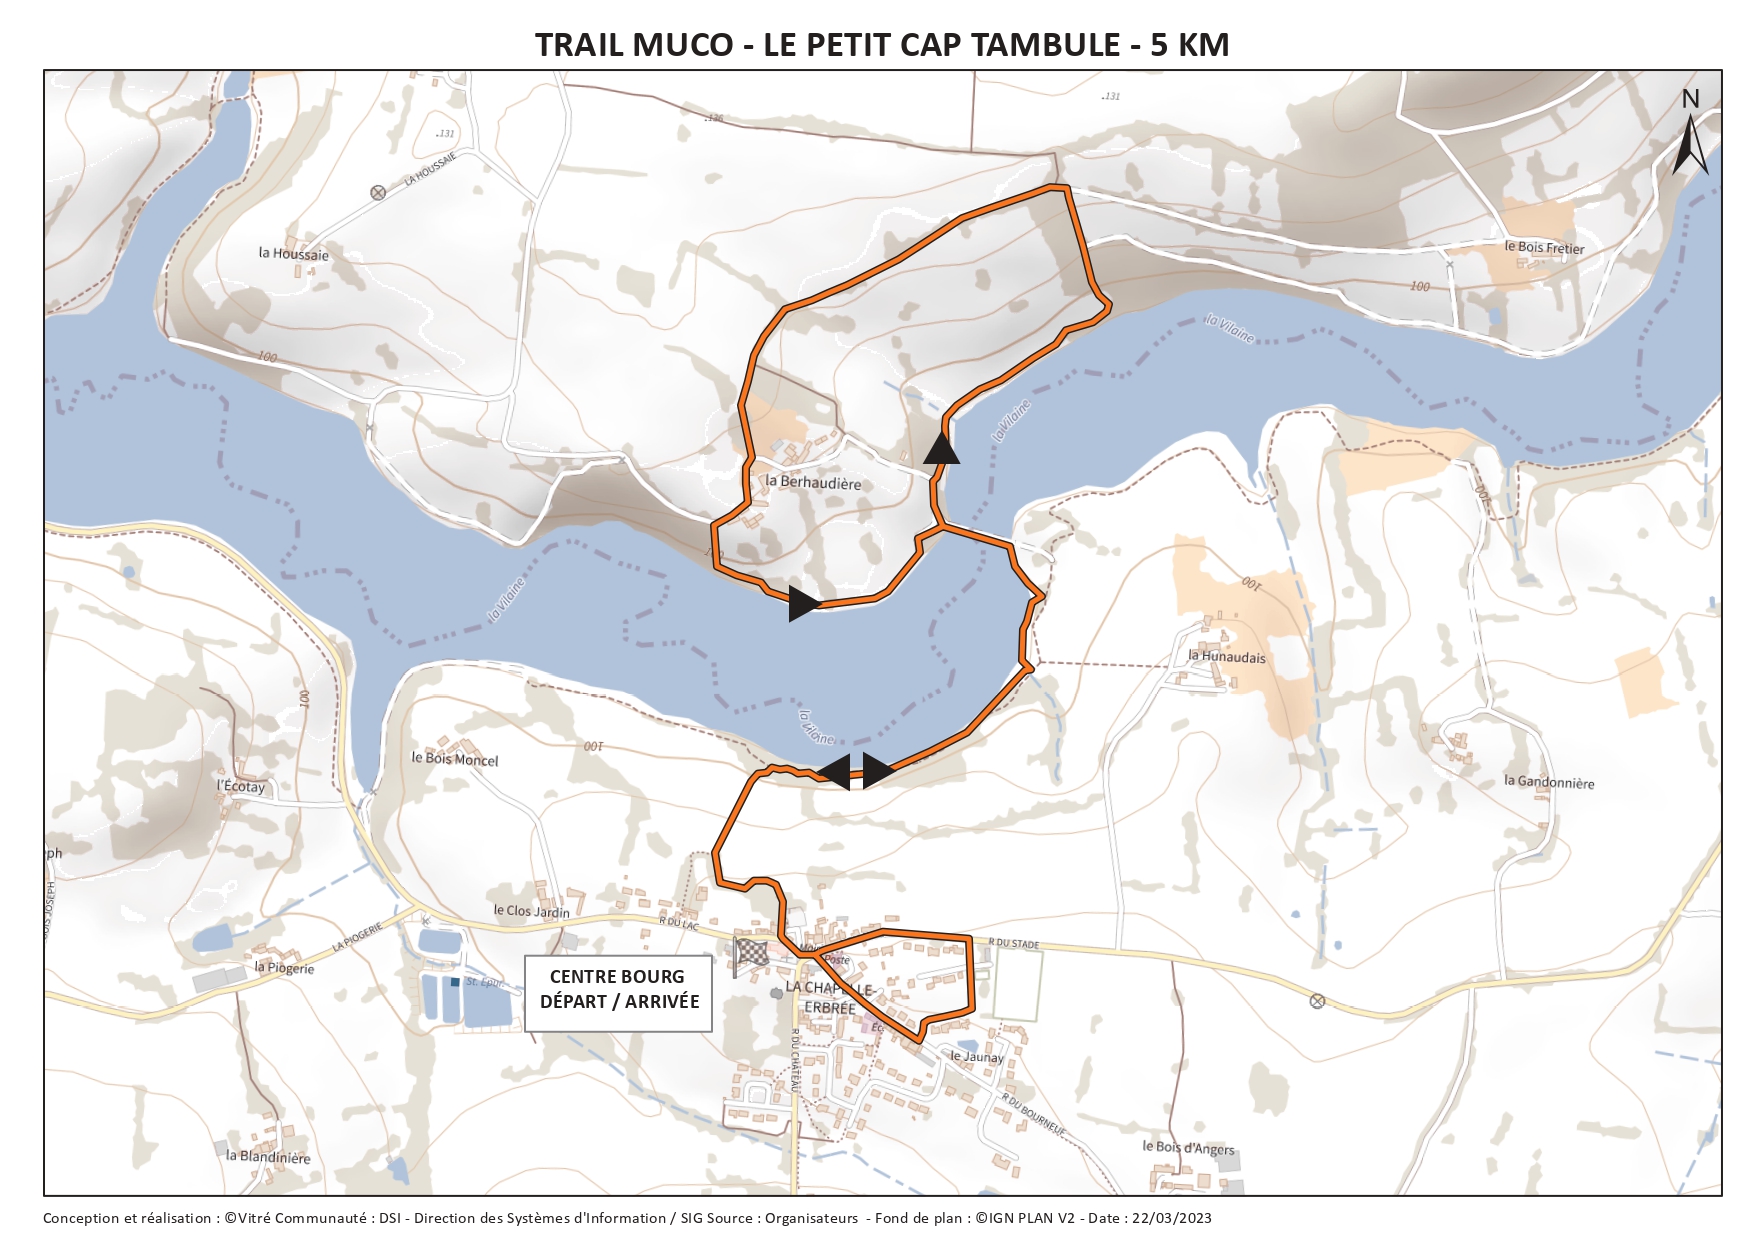 TRAIL MUCO - LE PETIT CAP TAMBULE - 5 KM
N
.131
.136
.131
LA HOUSSAIE
la Houssaie
le Bois Fretier
100
100
la Vilaine
la Vilaine
la Berhaudière
100
100
la Vilaine
100
la Hunaudais
100
la Vilaine
100
le Bois Moncel
l'Écotay
la Gandonnière
ph
le Clos Jardin
R DU LAC
LA PIOGERIE
R DU STADE
Poste
la Piogerie
CENTRE BOURG
DÉPART / ARRIVÉE
St. Epur.
LA CHAPELLE-
ERBRÉE
Ec
le Jaunay
R DU CHÂTEAU
R DU BOURNEUF
la Blandinière
le Bois d'Angers
Conception et réalisation : ©Vitré Communauté : DSI - Direction des Systèmes d'Information / SIG Source : Organisateurs - Fond de plan : ©IGN PLAN V2 - Date : 22/03/2023